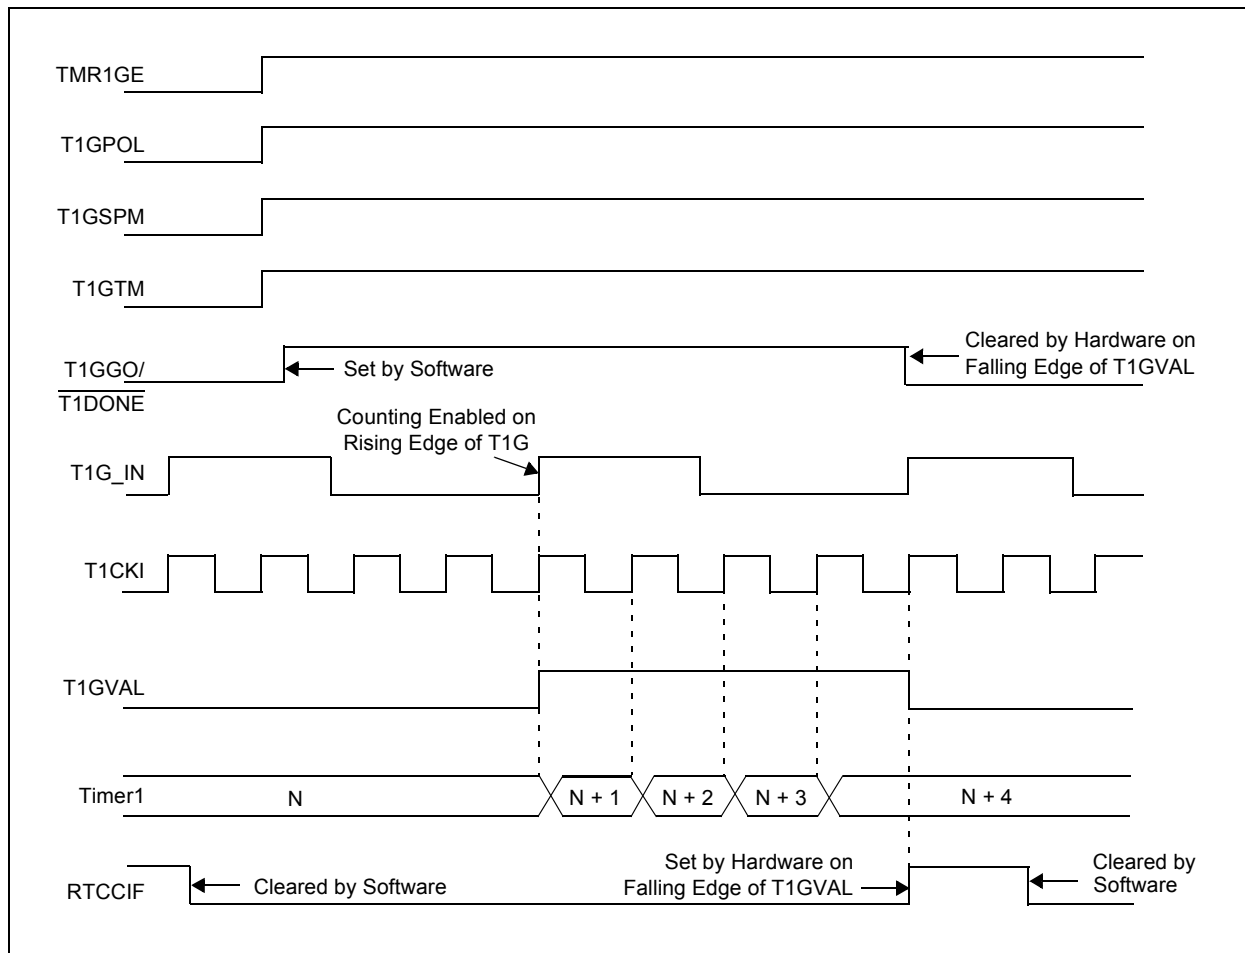 TMR1GE
T1GPOL
T1GSPM
T1GTM
T1GGO/
T1DONE
Set by Software
Cleared by Hardware on
Falling Edge of T1GVAL
Counting Enabled on
Rising Edge of T1G
T1G_IN
T1CKI
T1GVAL
Timer1
N
N + 1
N + 2
N + 3
N + 4
RTCCIF
Cleared by Software
Set by Hardware on
Falling Edge of T1GVAL
Cleared by
Software